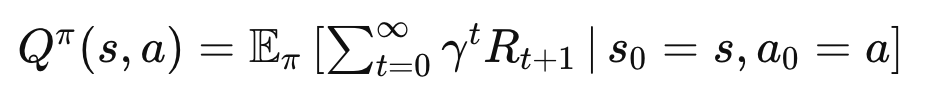 Q^π(s, a) = 𝔼_π [∑_{t=0}^∞ γ^t R_{t+1} | s_0 = s, a_0 = a]